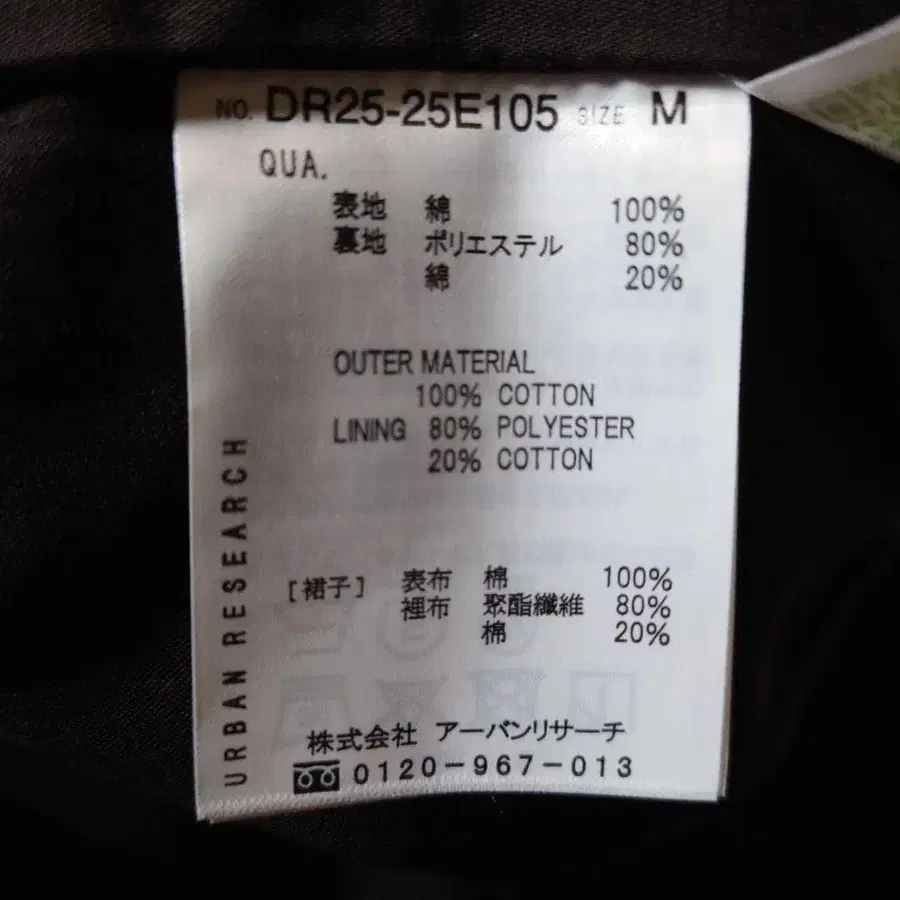 NO. DR25-25E105 SIZE M
QUA.
表地 綿 100%
裏地 ポリエステル 80%
綿 20%
OUTER MATERIAL
100% COTTON
LINING 80% POLYESTER
20% COTTON
[裙子] 表布 棉 100%
裡布 聚酯纖維 80%
棉 20%
株式会社 アーバンリサーチ
0120-967-013
URBAN RESEARCH